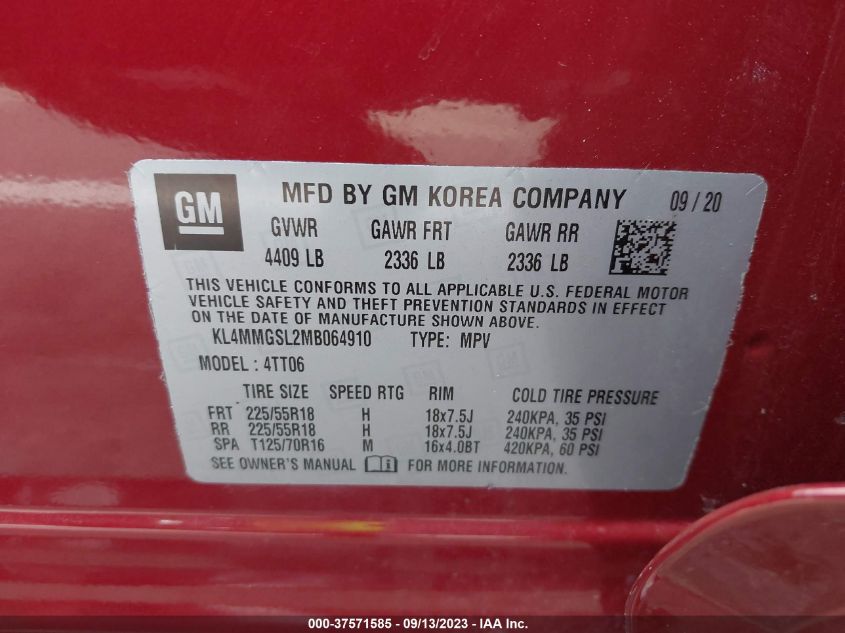 GM
MFD BY GM KOREA COMPANY 09 / 20
GVWR GAWR FRT GAWR RR
4409 LB 2336 LB 2336 LB
THIS VEHICLE CONFORMS TO ALL APPLICABLE U.S. FEDERAL MOTOR
VEHICLE SAFETY AND THEFT PREVENTION STANDARDS IN EFFECT
ON THE DATE OF MANUFACTURE SHOWN ABOVE.
KL4MMGSL2MB064910 TYPE: MPV
MODEL : 4TT06
TIRE SIZE SPEED RTG RIM COLD TIRE PRESSURE
FRT 225/55R18 H 18x7.5J 240KPA, 35 PSI
RR 225/55R18 H 18x7.5J 240KPA, 35 PSI
SPA T125/70R16 M 16x4.0BT 420KPA, 60 PSI
SEE OWNER'S MANUAL FOR MORE INFORMATION.
000-37571585 - 09/13/2023 - IAA Inc.